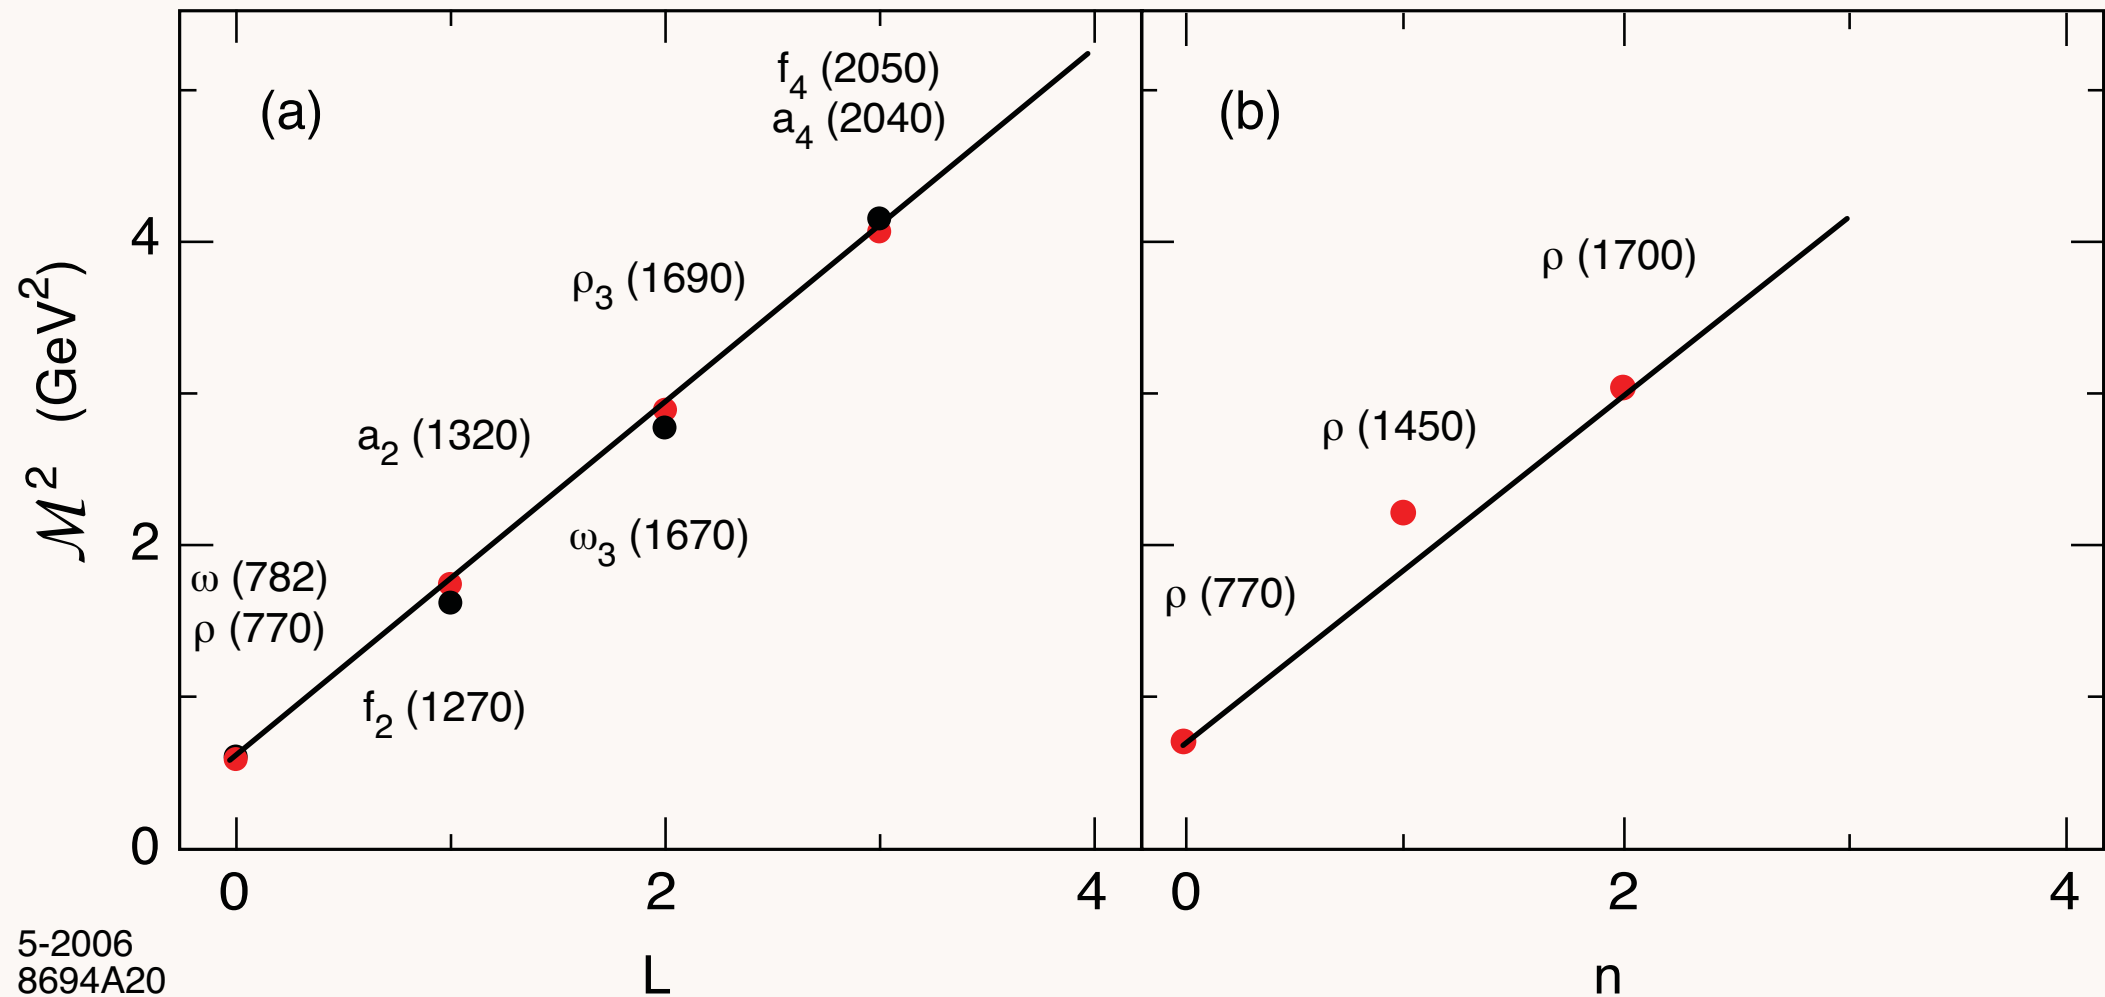 (a)
f₄ (2050)
a₄ (2040)
ρ₃ (1690)
a₂ (1320)
ω₃ (1670)
ω (782)
ρ (770)
f₂ (1270)
ℳ² (GeV²)
4
2
0
0 2 4
L
(b)
ρ (1700)
ρ (1450)
ρ (770)
0 2 4
n
5-2006
8694A20